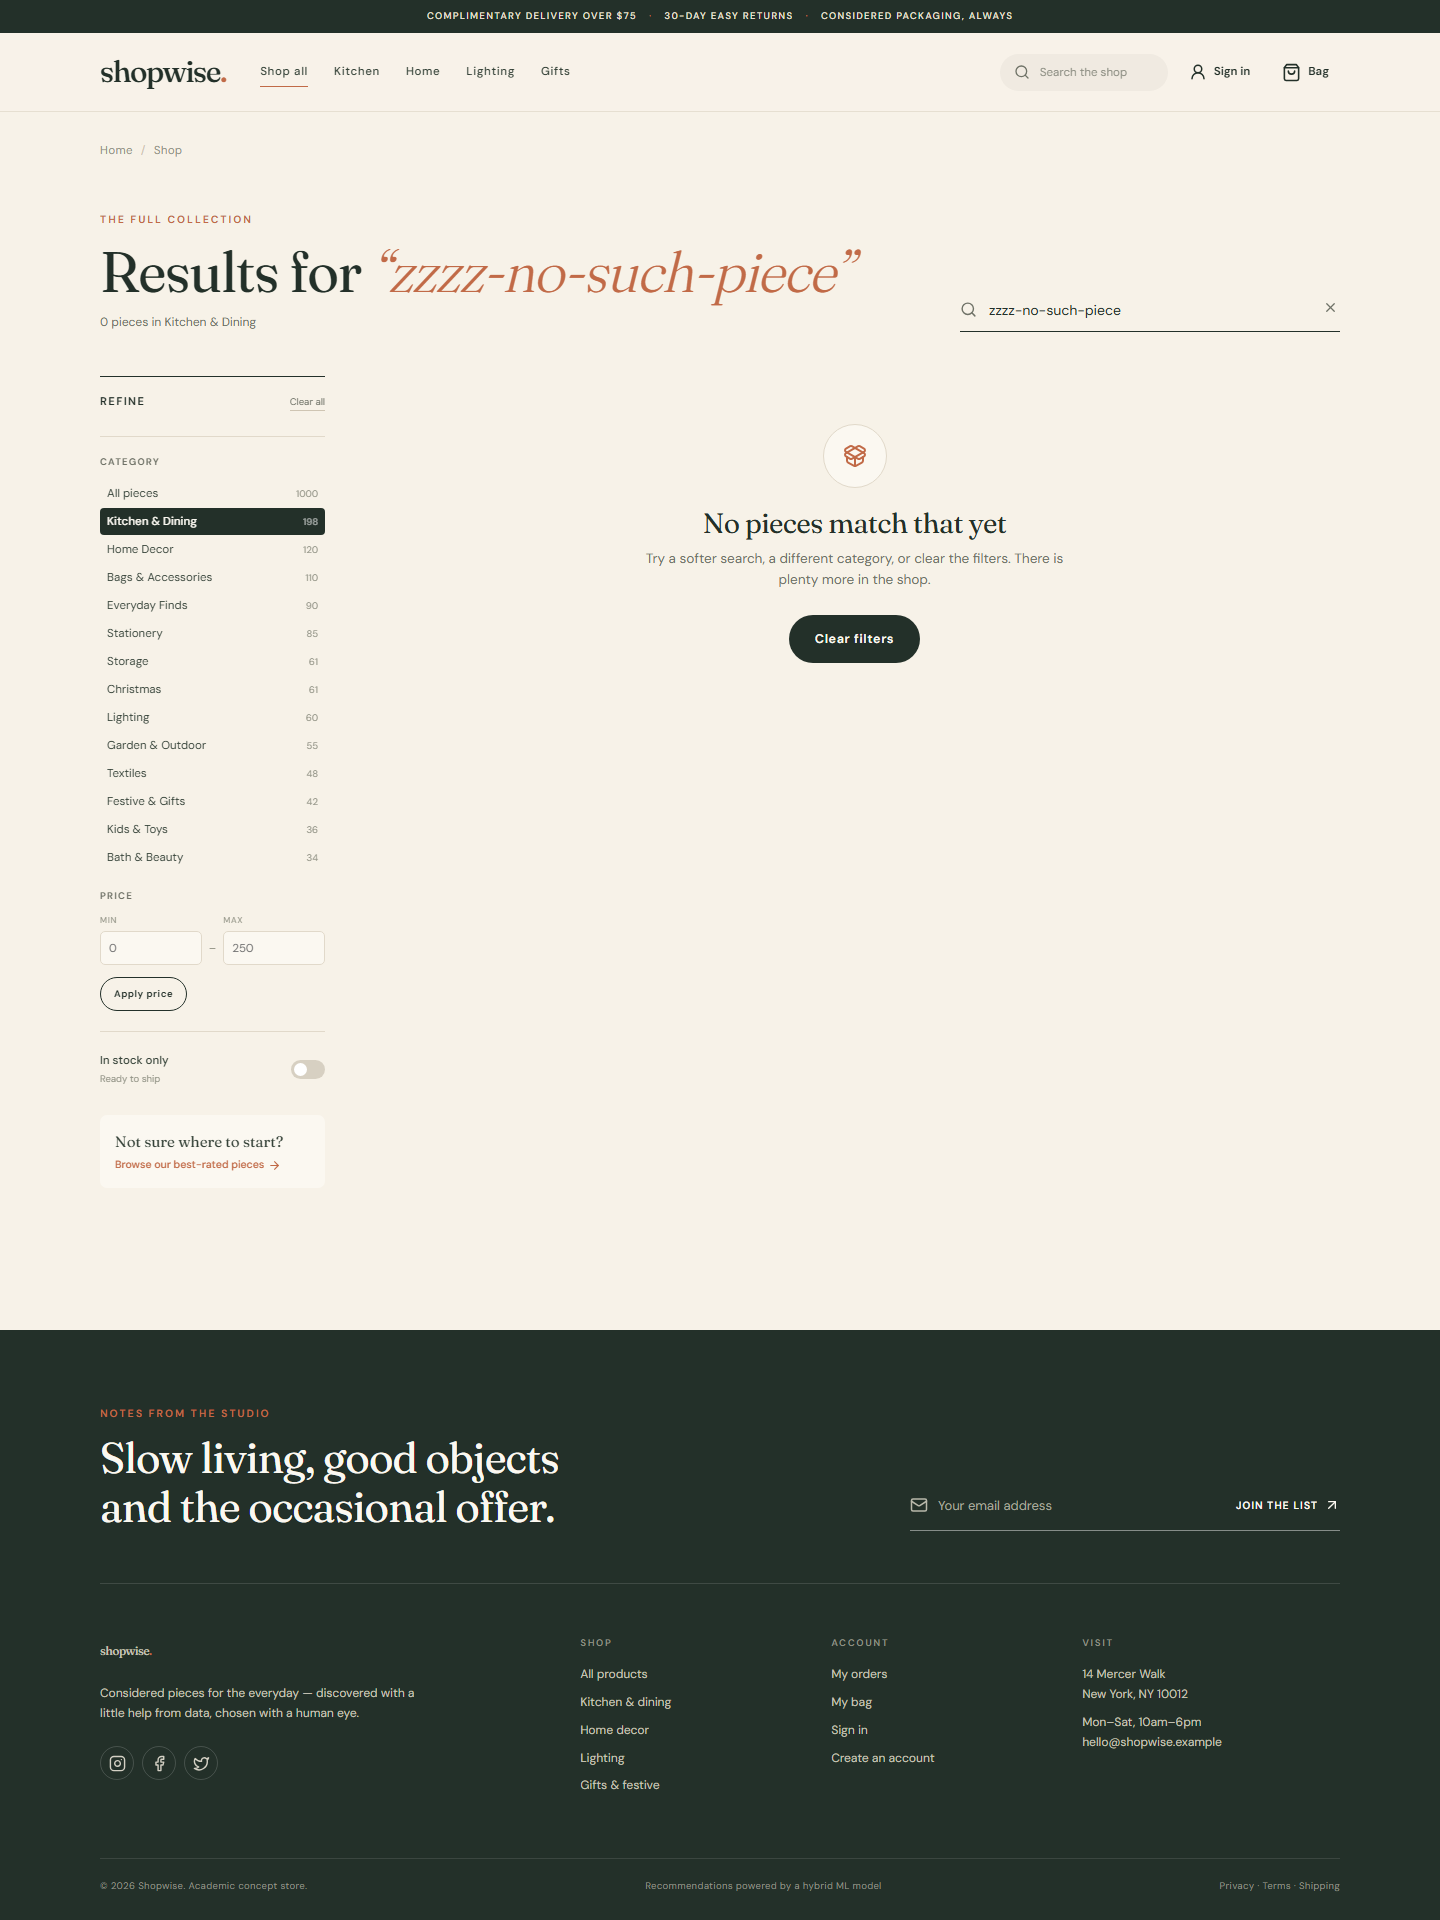 COMPLIMENTARY DELIVERY OVER $75 · 30-DAY EASY RETURNS · CONSIDERED PACKAGING, ALWAYS
shopwise.
Shop all
Kitchen
Home
Lighting
Gifts
Search the shop
Sign in
Bag
Home / Shop
THE FULL COLLECTION
Results for “zzzz-no-such-piece”
0 pieces in Kitchen & Dining
zzzz-no-such-piece
REFINE
Clear all
CATEGORY
All pieces 1000
Kitchen & Dining 198
Home Decor 120
Bags & Accessories 110
Everyday Finds 90
Stationery 85
Storage 61
Christmas 61
Lighting 60
Garden & Outdoor 55
Textiles 48
Festive & Gifts 42
Kids & Toys 36
Bath & Beauty 34
PRICE
MIN
MAX
0 – 250
Apply price
In stock only
Ready to ship
Not sure where to start?
Browse our best-rated pieces →
No pieces match that yet
Try a softer search, a different category, or clear the filters. There is
plenty more in the shop.
Clear filters
NOTES FROM THE STUDIO
Slow living, good objects
and the occasional offer.
Your email address
JOIN THE LIST
shopwise.
Considered pieces for the everyday — discovered with a
little help from data, chosen with a human eye.
SHOP
All products
Kitchen & dining
Home decor
Lighting
Gifts & festive
ACCOUNT
My orders
My bag
Sign in
Create an account
VISIT
14 Mercer Walk
New York, NY 10012
Mon–Sat, 10am–6pm
hello@shopwise.example
© 2026 Shopwise. Academic concept store.
Recommendations powered by a hybrid ML model
Privacy · Terms · Shipping